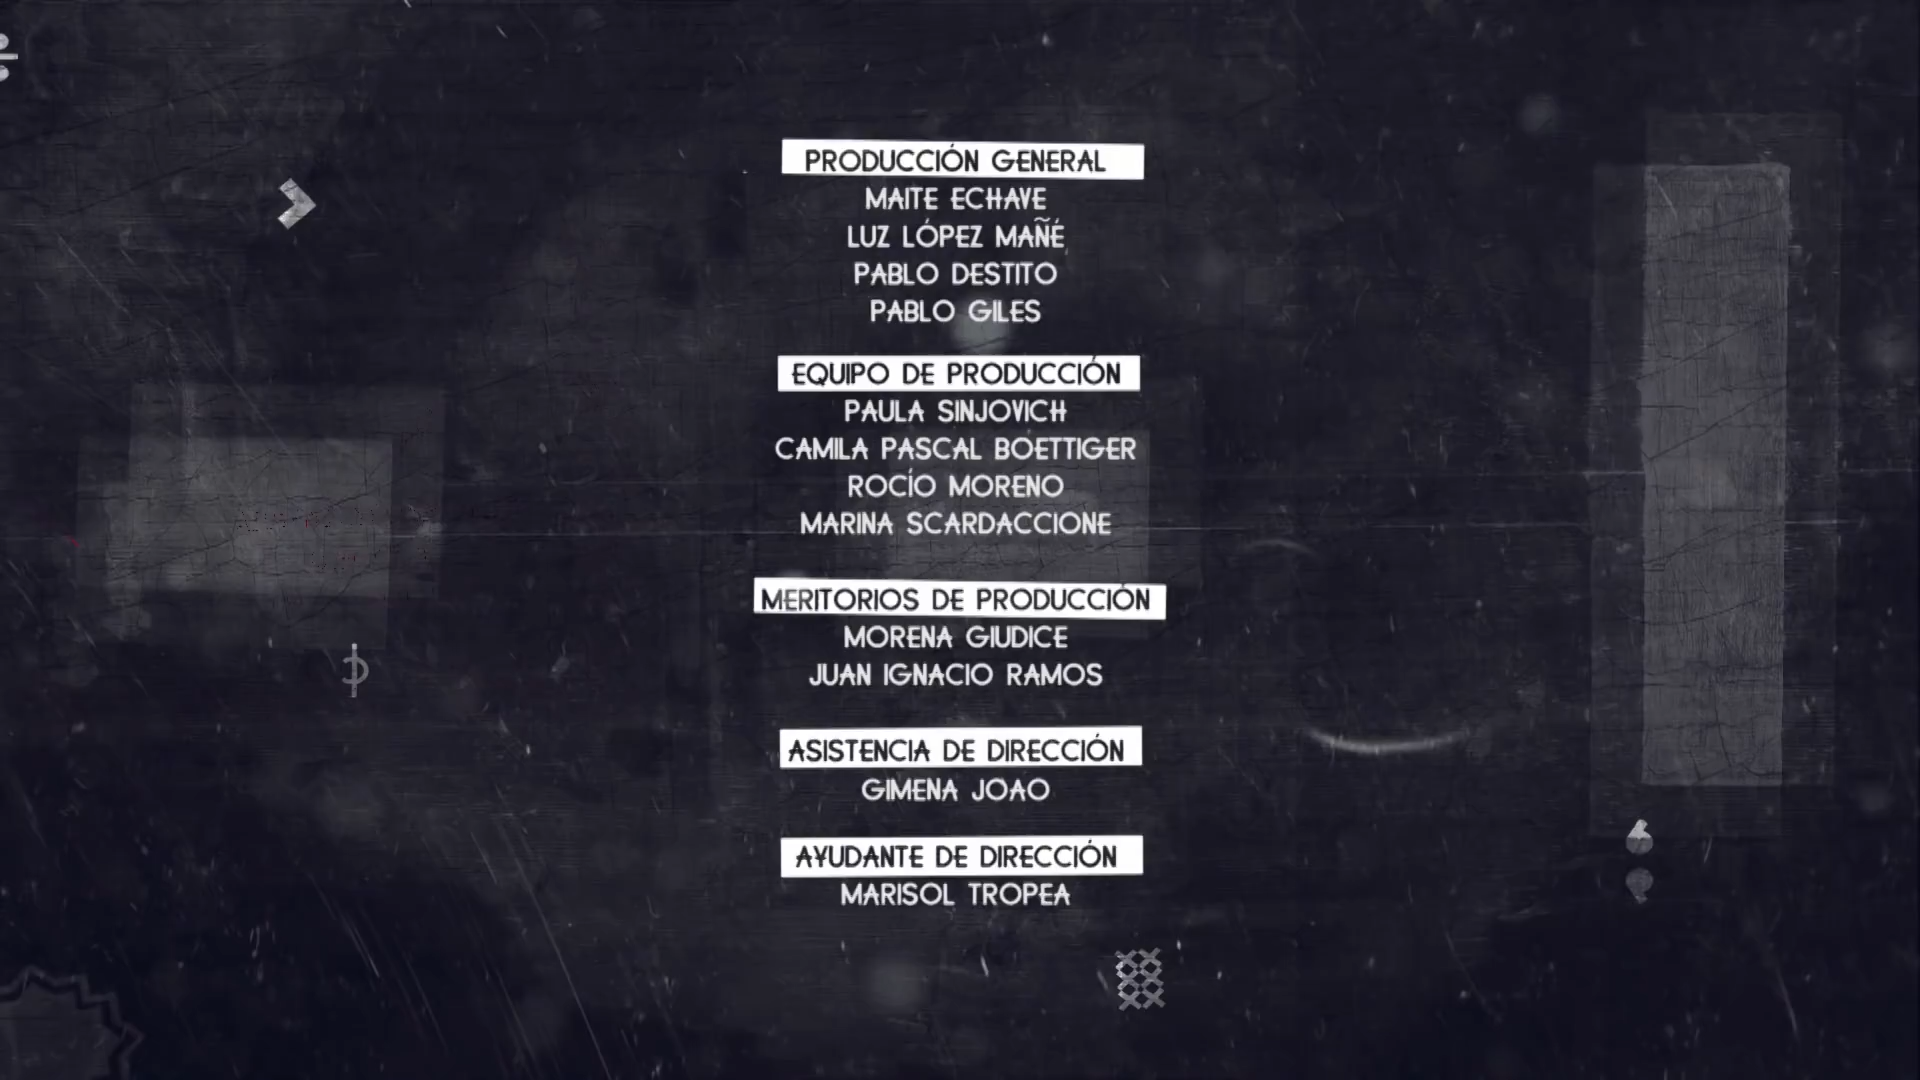 PRODUCCIÓN GENERAL
MAITE ECHAVE
LUZ LÓPEZ MAÑÉ
PABLO DESTITO
PABLO GILES
EQUIPO DE PRODUCCIÓN
PAULA SINJOVICH
CAMILA PASCAL BOETTIGER
ROCÍO MORENO
MARINA SCARDACCIONE
MERITORIOS DE PRODUCCIÓN
MORENA GIUDICE
JUAN IGNACIO RAMOS
ASISTENCIA DE DIRECCIÓN
GIMENA JOAO
AYUDANTE DE DIRECCIÓN
MARISOL TROPEA